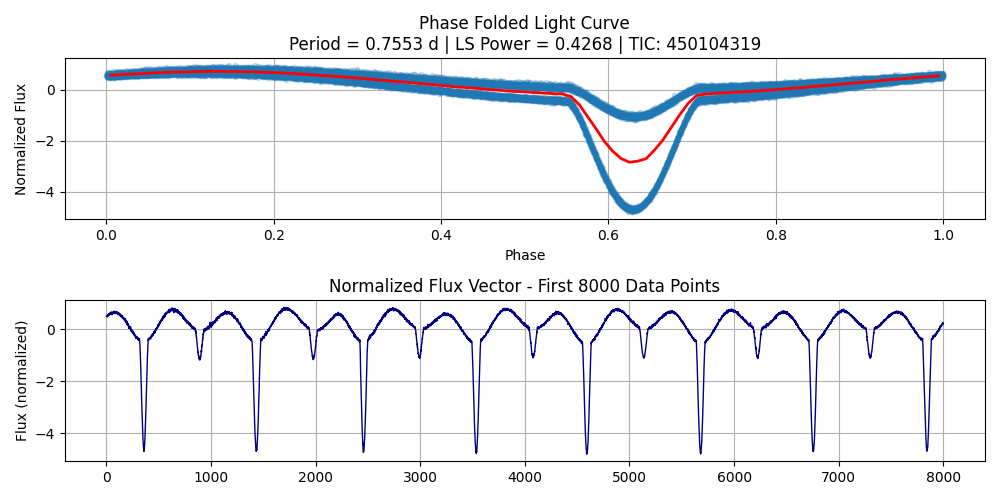 Phase Folded Light Curve
Period = 0.7553 d | LS Power = 0.4268 | TIC: 450104319
Normalized Flux
0
−2
−4
0.0 0.2 0.4 0.6 0.8 1.0
Phase
Normalized Flux Vector - First 8000 Data Points
Flux (normalized)
0
−2
−4
0 1000 2000 3000 4000 5000 6000 7000 8000